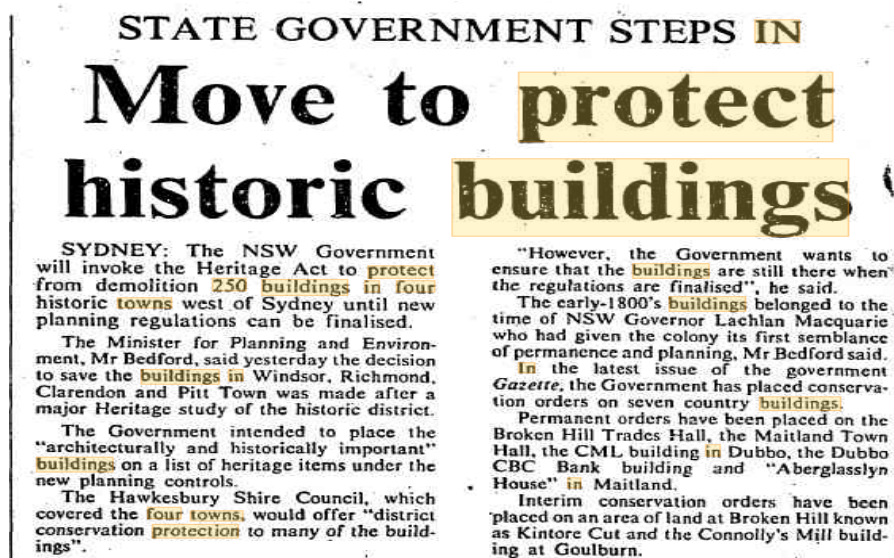 STATE GOVERNMENT STEPS IN
Move to protect
historic buildings
SYDNEY: The NSW Government
will invoke the Heritage Act to protect
from demolition 250 buildings in four
historic towns west of Sydney until new
planning regulations can be finalised.
The Minister for Planning and Environ-
ment, Mr Bedford, said yesterday the decision
to save the buildings in Windsor, Richmond,
Clarendon and Pitt Town was made after a
major Heritage study of the historic district.
The Government intended to place the
"architecturally and historically important"
buildings on a list of heritage items under the
new planning controls.
The Hawkesbury Shire Council, which
covered the four towns, would offer "district
conservation protection to many of the build-
ings".
"However, the Government wants to
ensure that the buildings are still there when
the regulations are finalised", he said.
The early-1800's buildings belonged to the
time of NSW Governor Lachlan Macquarie
who had given the colony its first semblance
of permanence and planning, Mr Bedford said.
In the latest issue of the government
Gazette, the Government has placed conserva-
tion orders on seven country buildings.
Permanent orders have been placed on the
Broken Hill Trades Hall, the Maitland Town
Hall, the CML building in Dubbo, the Dubbo
CBC Bank building and "Aberglasslyn
House" in Maitland.
Interim conservation orders have been
placed on an area of land at Broken Hill known
as Kintore Cut and the Connolly's Mill build-
ing at Goulburn.